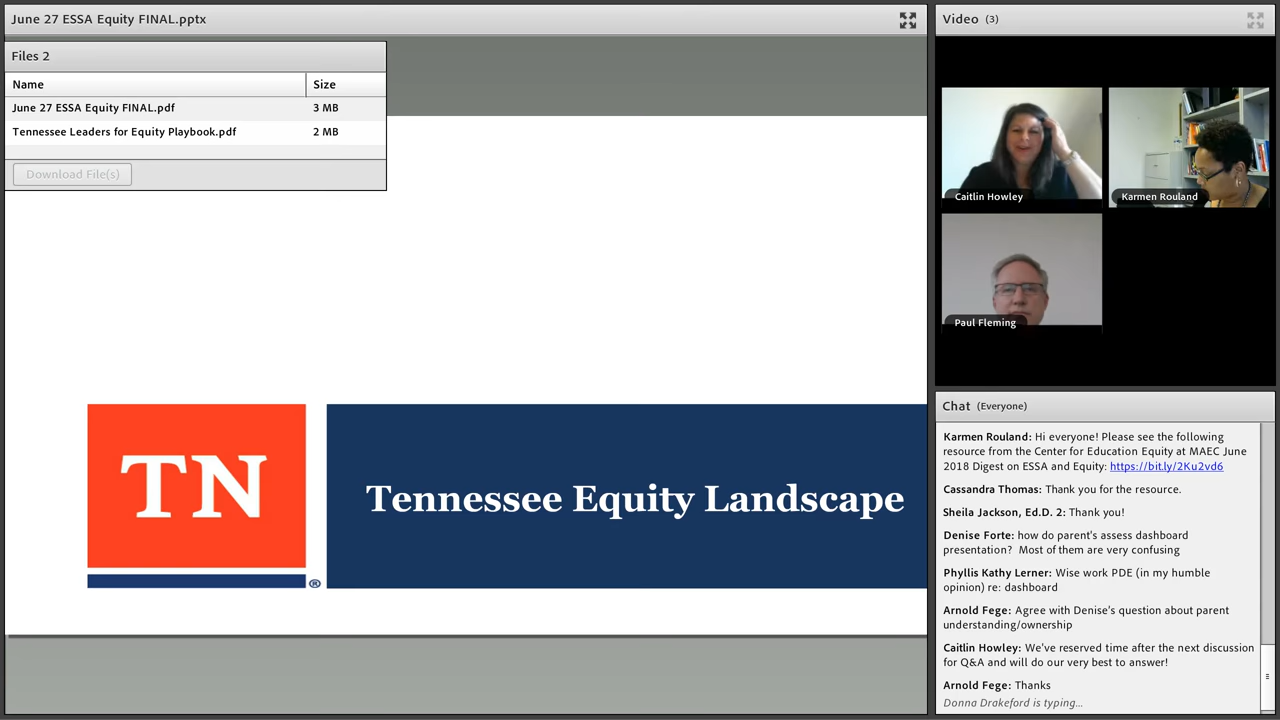 June 27 ESSA Equity FINAL.pptx
Files 2
Name Size
June 27 ESSA Equity FINAL.pdf 3 MB
Tennessee Leaders for Equity Playbook.pdf 2 MB
Download File(s)
TN
®
Tennessee Equity Landscape
Video (3)
Caitlin Howley
Karmen Rouland
Paul Fleming
Chat (Everyone)
Karmen Rouland: Hi everyone! Please see the following
resource from the Center for Education Equity at MAEC June
2018 Digest on ESSA and Equity: https://bit.ly/2Ku2vd6
Cassandra Thomas: Thank you for the resource.
Sheila Jackson, Ed.D. 2: Thank you!
Denise Forte: how do parent's assess dashboard
presentation? Most of them are very confusing
Phyllis Kathy Lerner: Wise work PDE (in my humble
opinion) re: dashboard
Arnold Fege: Agree with Denise's question about parent
understanding/ownership
Caitlin Howley: We've reserved time after the next discussion
for Q&A and will do our very best to answer!
Arnold Fege: Thanks
Donna Drakeford is typing...